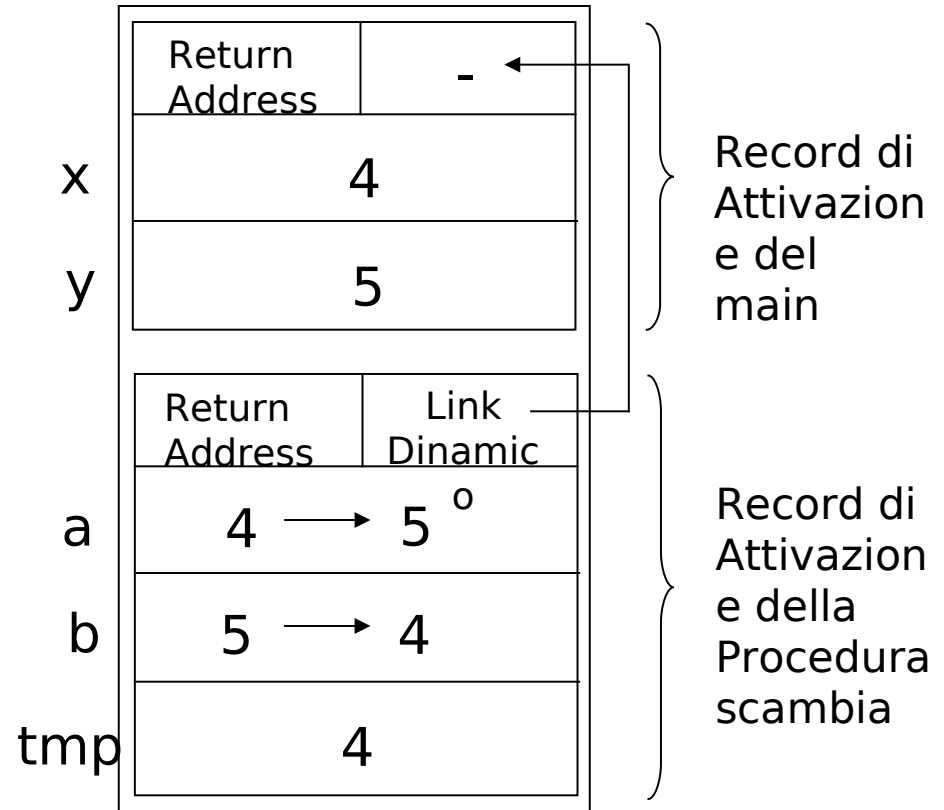 Return
Address
-
x
4
y
5
Record di
Attivazion
e del
main
Return
Address
Link
Dinamic
o
a
4
5
b
5
4
tmp
4
Record di
Attivazion
e della
Procedura
scambia